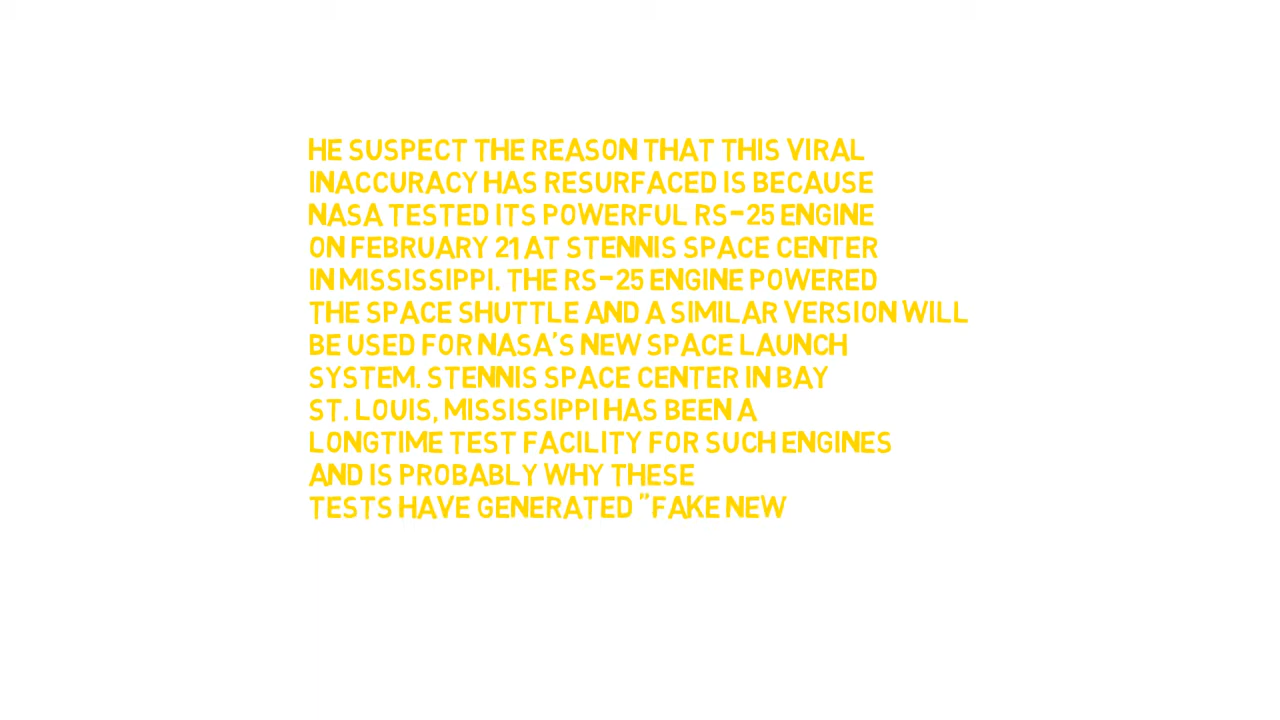 HE SUSPECT THE REASON THAT THIS VIRAL
INACCURACY HAS RESURFACED IS BECAUSE
NASA TESTED ITS POWERFUL RS-25 ENGINE
ON FEBRUARY 21 AT STENNIS SPACE CENTER
IN MISSISSIPPI. THE RS-25 ENGINE POWERED
THE SPACE SHUTTLE AND A SIMILAR VERSION WILL
BE USED FOR NASA'S NEW SPACE LAUNCH
SYSTEM. STENNIS SPACE CENTER IN BAY
ST. LOUIS, MISSISSIPPI HAS BEEN A
LONGTIME TEST FACILITY FOR SUCH ENGINES
AND IS PROBABLY WHY THESE
TESTS HAVE GENERATED "FAKE NEW